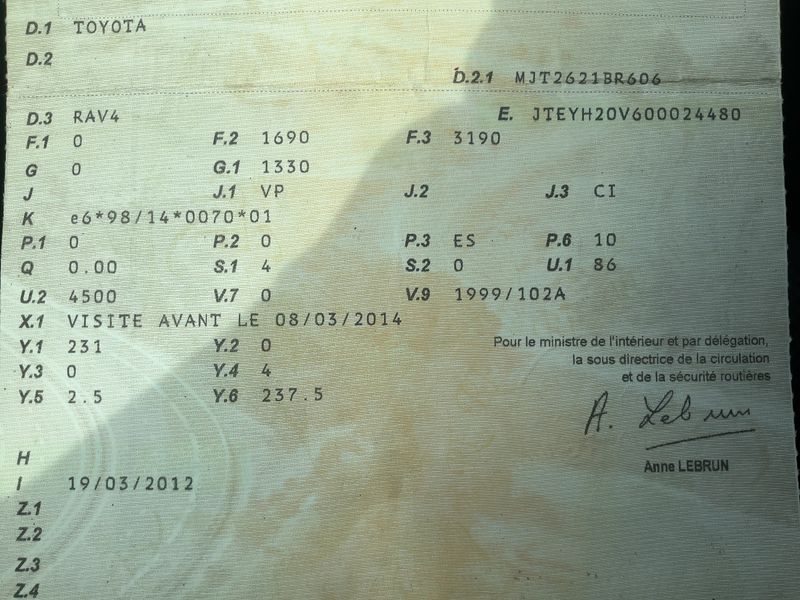 D.1 TOYOTA
D.2
D.2.1 MJT2621BR606
D.3 RAV4 E. JTEYH20V600024480
F.1 0 F.2 1690 F.3 3190
G 0 G.1 1330
J J.1 VP J.2 J.3 CI
K e6*98/14*0070*01
P.1 0 P.2 0 P.3 ES P.6 10
Q 0.00 S.1 4 S.2 0 U.1 86
U.2 4500 V.7 0 V.9 1999/102A
X.1 VISITE AVANT LE 08/03/2014
Y.1 231 Y.2 0
Y.3 0 Y.4 4
Y.5 2.5 Y.6 237.5
Pour le ministre de l'intérieur et par délégation,
la sous directrice de la circulation
et de la sécurité routières
A. Lebrun
Anne LEBRUN
H
I 19/03/2012
Z.1
Z.2
Z.3
Z.4